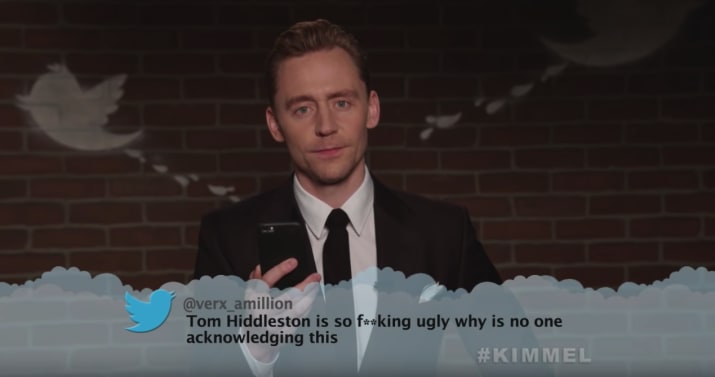 @verx_amillion
Tom Hiddleston is so f**king ugly why is no one
acknowledging this
#KIMMEL